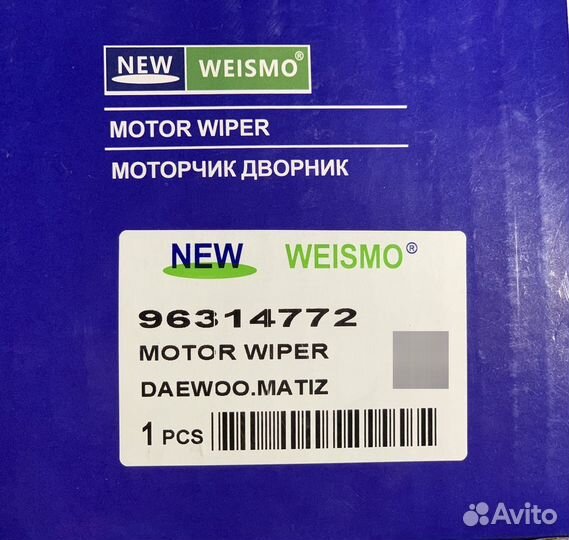 NEW WEISMO®
MOTOR WIPER
МОТОРЧИК ДВОРНИК
NEW WEISMO®
96314772
MOTOR WIPER
DAEWOO.MATIZ
1 PCS
Avito